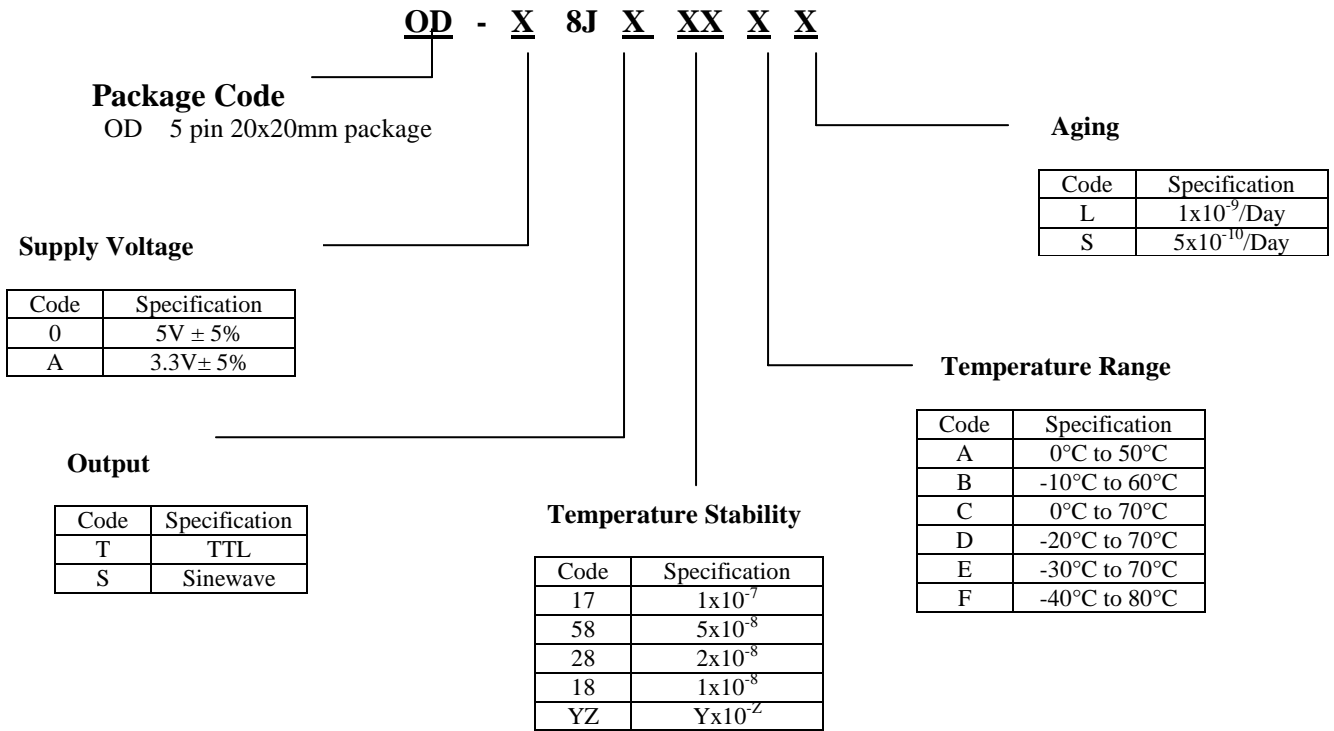 OD - X 8J X XX X X
Package Code
OD 5 pin 20x20mm package
Aging
Code Specification
L 1x10⁻⁹/Day
S 5x10⁻¹⁰/Day
Supply Voltage
Code Specification
0 5V ± 5%
A 3.3V± 5%
Temperature Range
Code Specification
A 0°C to 50°C
B -10°C to 60°C
C 0°C to 70°C
D -20°C to 70°C
E -30°C to 70°C
F -40°C to 80°C
Output
Code Specification
T TTL
S Sinewave
Temperature Stability
Code Specification
17 1x10⁻⁷
58 5x10⁻⁸
28 2x10⁻⁸
18 1x10⁻⁸
YZ Yx10⁻ᶻ